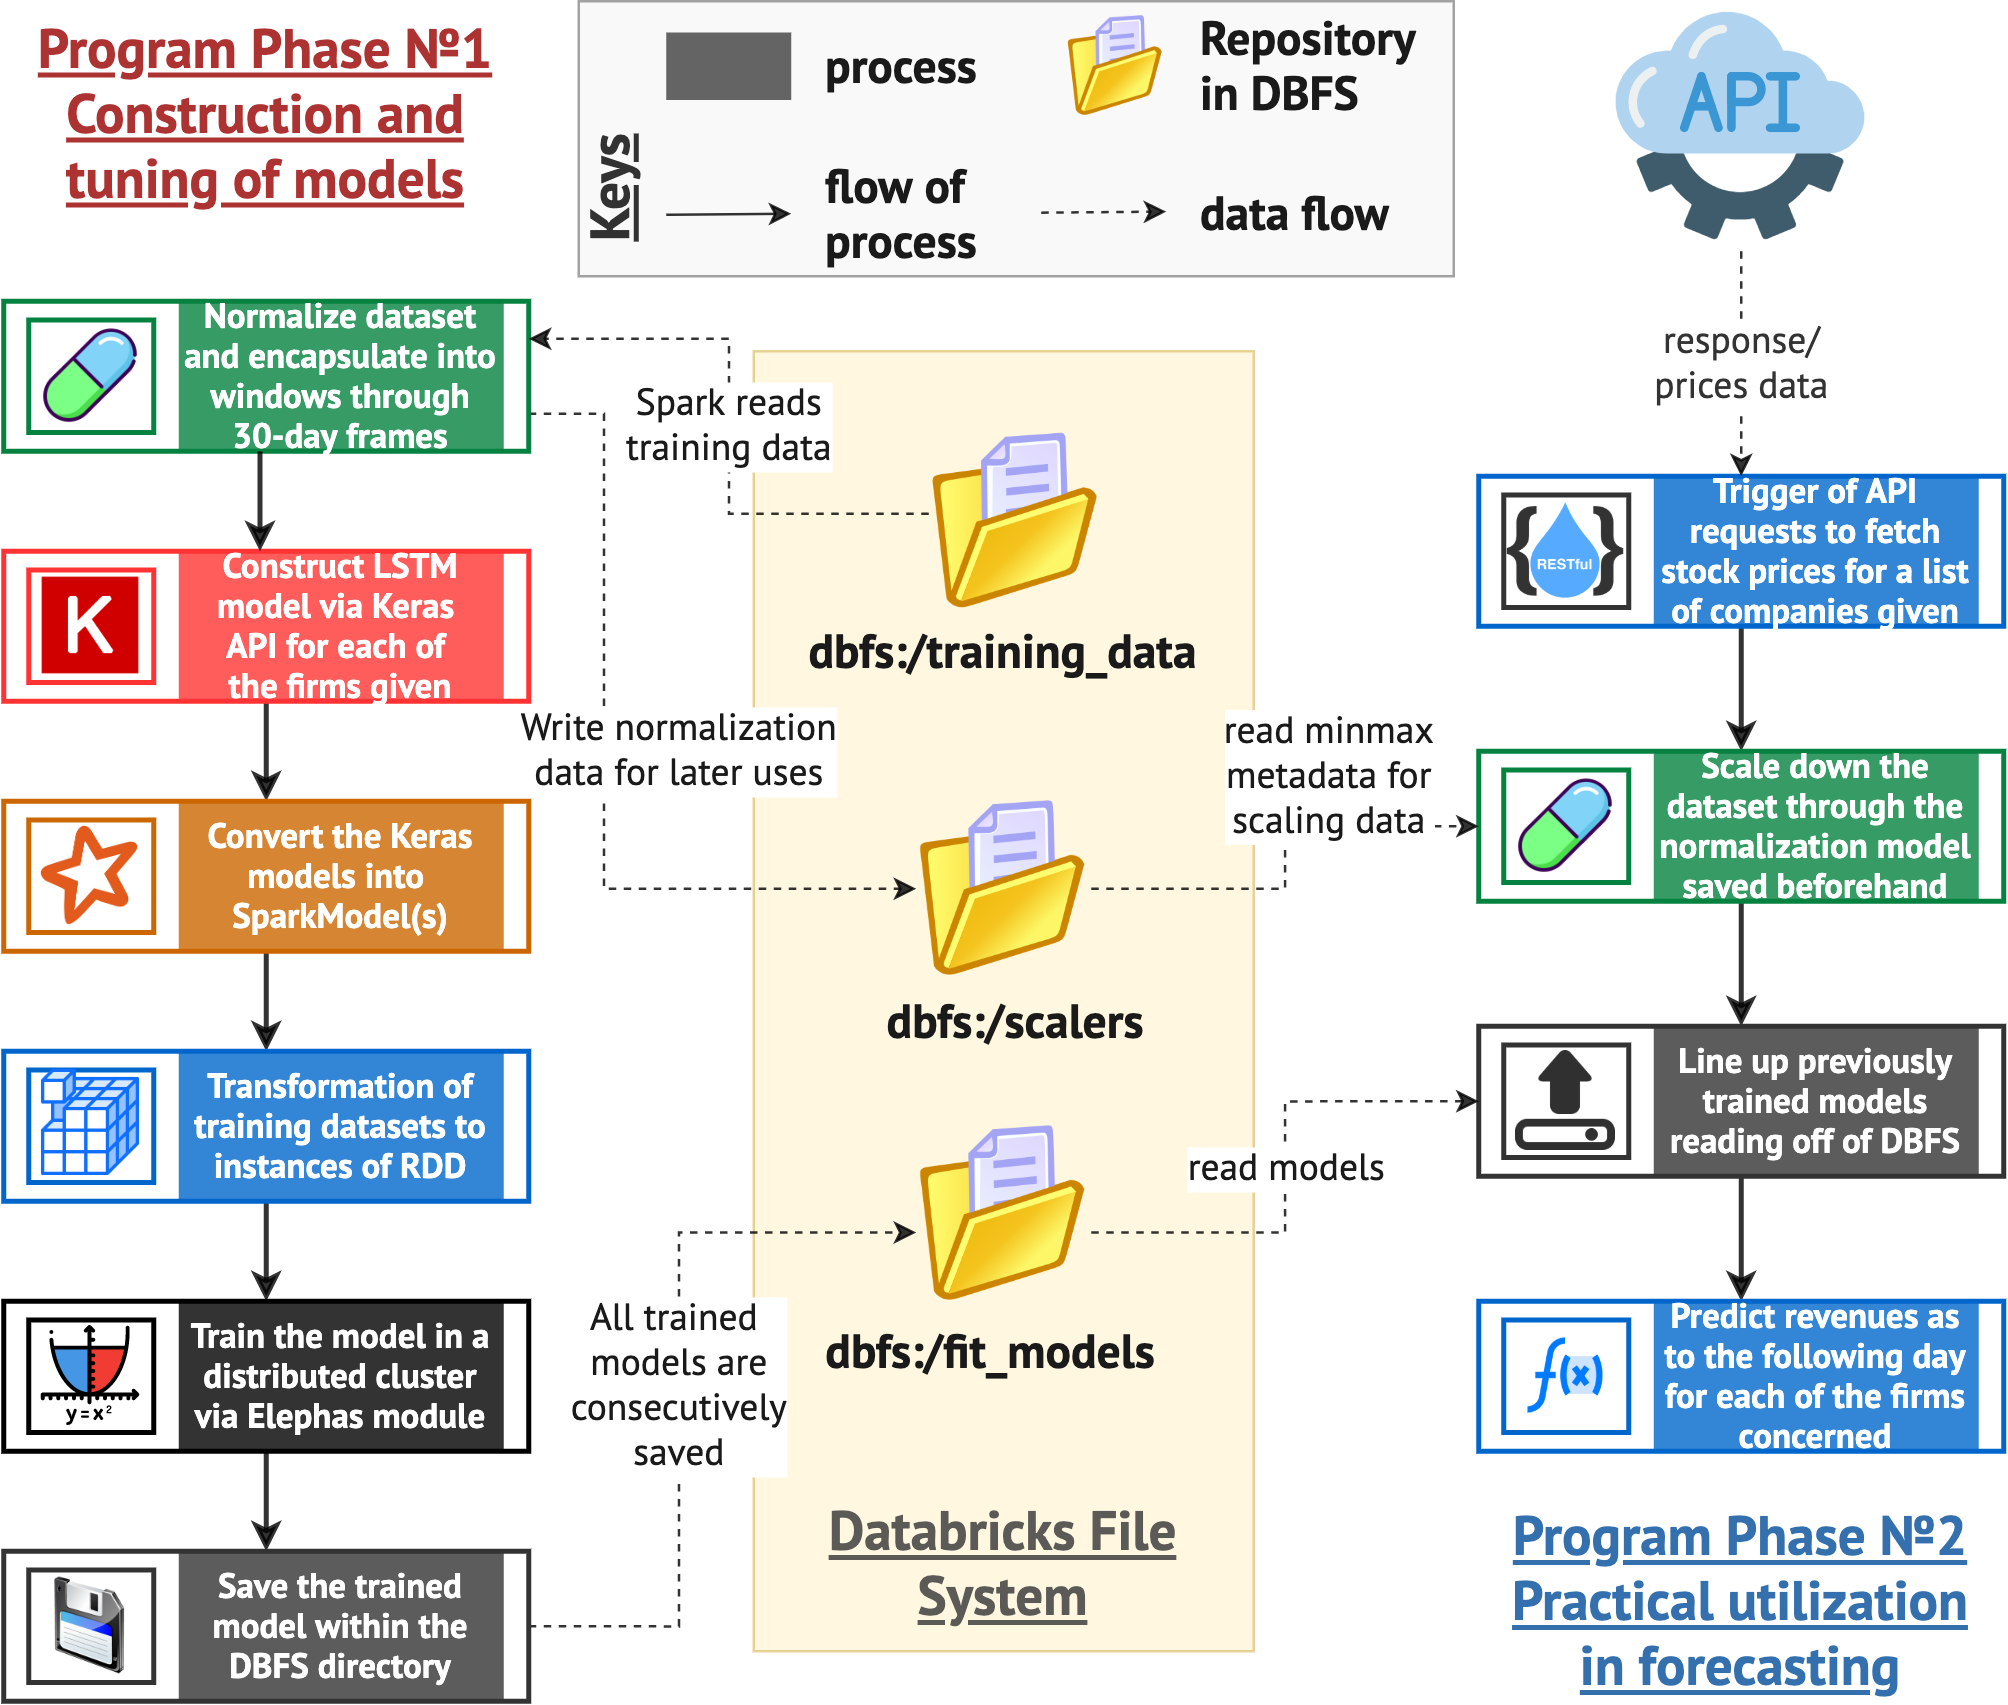 Program Phase №1
Construction and
tuning of models
Keys
process
Repository
in DBFS
flow of
process
data flow
API
response/
prices data
Normalize dataset
and encapsulate into
windows through
30-day frames
K
Construct LSTM
model via Keras
API for each of
the firms given
Convert the Keras
models into
SparkModel(s)
Transformation of
training datasets to
instances of RDD
y=x²
Train the model in a
distributed cluster
via Elephas module
Save the trained
model within the
DBFS directory
Spark reads
training data
Write normalization
data for later uses
All trained
models are
consecutively
saved
dbfs:/training_data
dbfs:/scalers
dbfs:/fit_models
Databricks File
System
read minmax
metadata for
scaling data
read models
{RESTful}
Trigger of API
requests to fetch
stock prices for a list
of companies given
Scale down the
dataset through the
normalization model
saved beforehand
Line up previously
trained models
reading off of DBFS
f(x)
Predict revenues as
to the following day
for each of the firms
concerned
Program Phase №2
Practical utilization
in forecasting